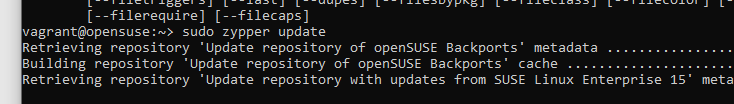 [--filetriggers] [--last] [--dupes] [--filesbypkg] [--fileclass] [--filecolor] [--
[--filerequire] [--filecaps]
vagrant@opensuse:~> sudo zypper update
Retrieving repository 'Update repository of openSUSE Backports' metadata ................
Building repository 'Update repository of openSUSE Backports' cache ....................
Retrieving repository 'Update repository with updates from SUSE Linux Enterprise 15' meta